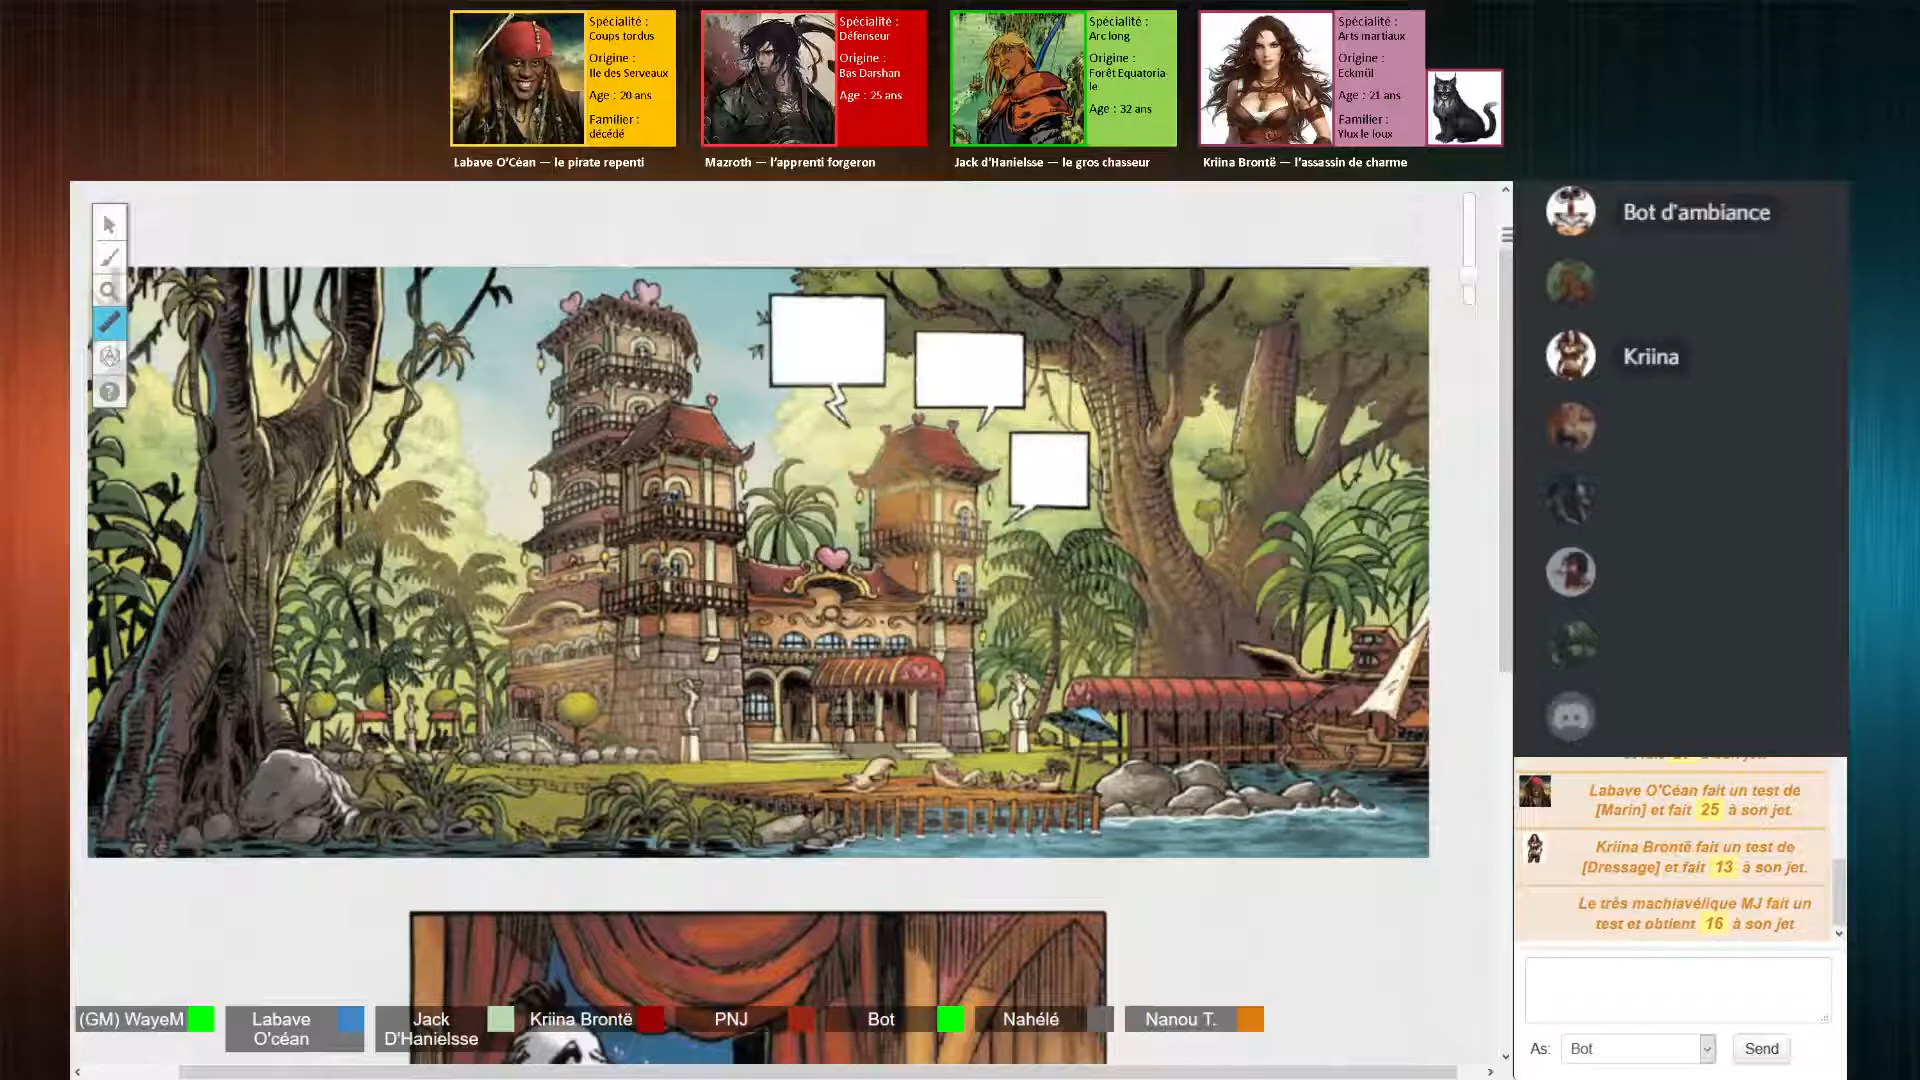 Spécialité :
Coups tordus
Origine :
Ile des Serveaux
Age : 20 ans
Familier :
décédé
Labave O'Céan — le pirate repenti
Spécialité :
Défenseur
Origine :
Bas Darshan
Age : 25 ans
Mazroth — l'apprenti forgeron
Spécialité :
Arc long
Origine :
Forêt Equatoria-
le
Age : 32 ans
Jack d'Hanielsse — le gros chasseur
Spécialité :
Arts martiaux
Origine :
Eckmül
Age : 21 ans
Familier :
Ylux le loux
Kriina Brontë — l'assassin de charme
Bot d'ambiance
Kriina
Labave O'Céan fait un test de
[Marin] et fait 25 à son jet.
Kriina Brontë fait un test de
[Dressage] et fait 13 à son jet.
Le très machiavélique MJ fait un
test et obtient 16 à son jet
As: Bot Send
(GM) WayeM
Labave
O'céan
Jack
D'Hanielsse
Kriina Brontë
PNJ
Bot
Nahélé
Nanou T.